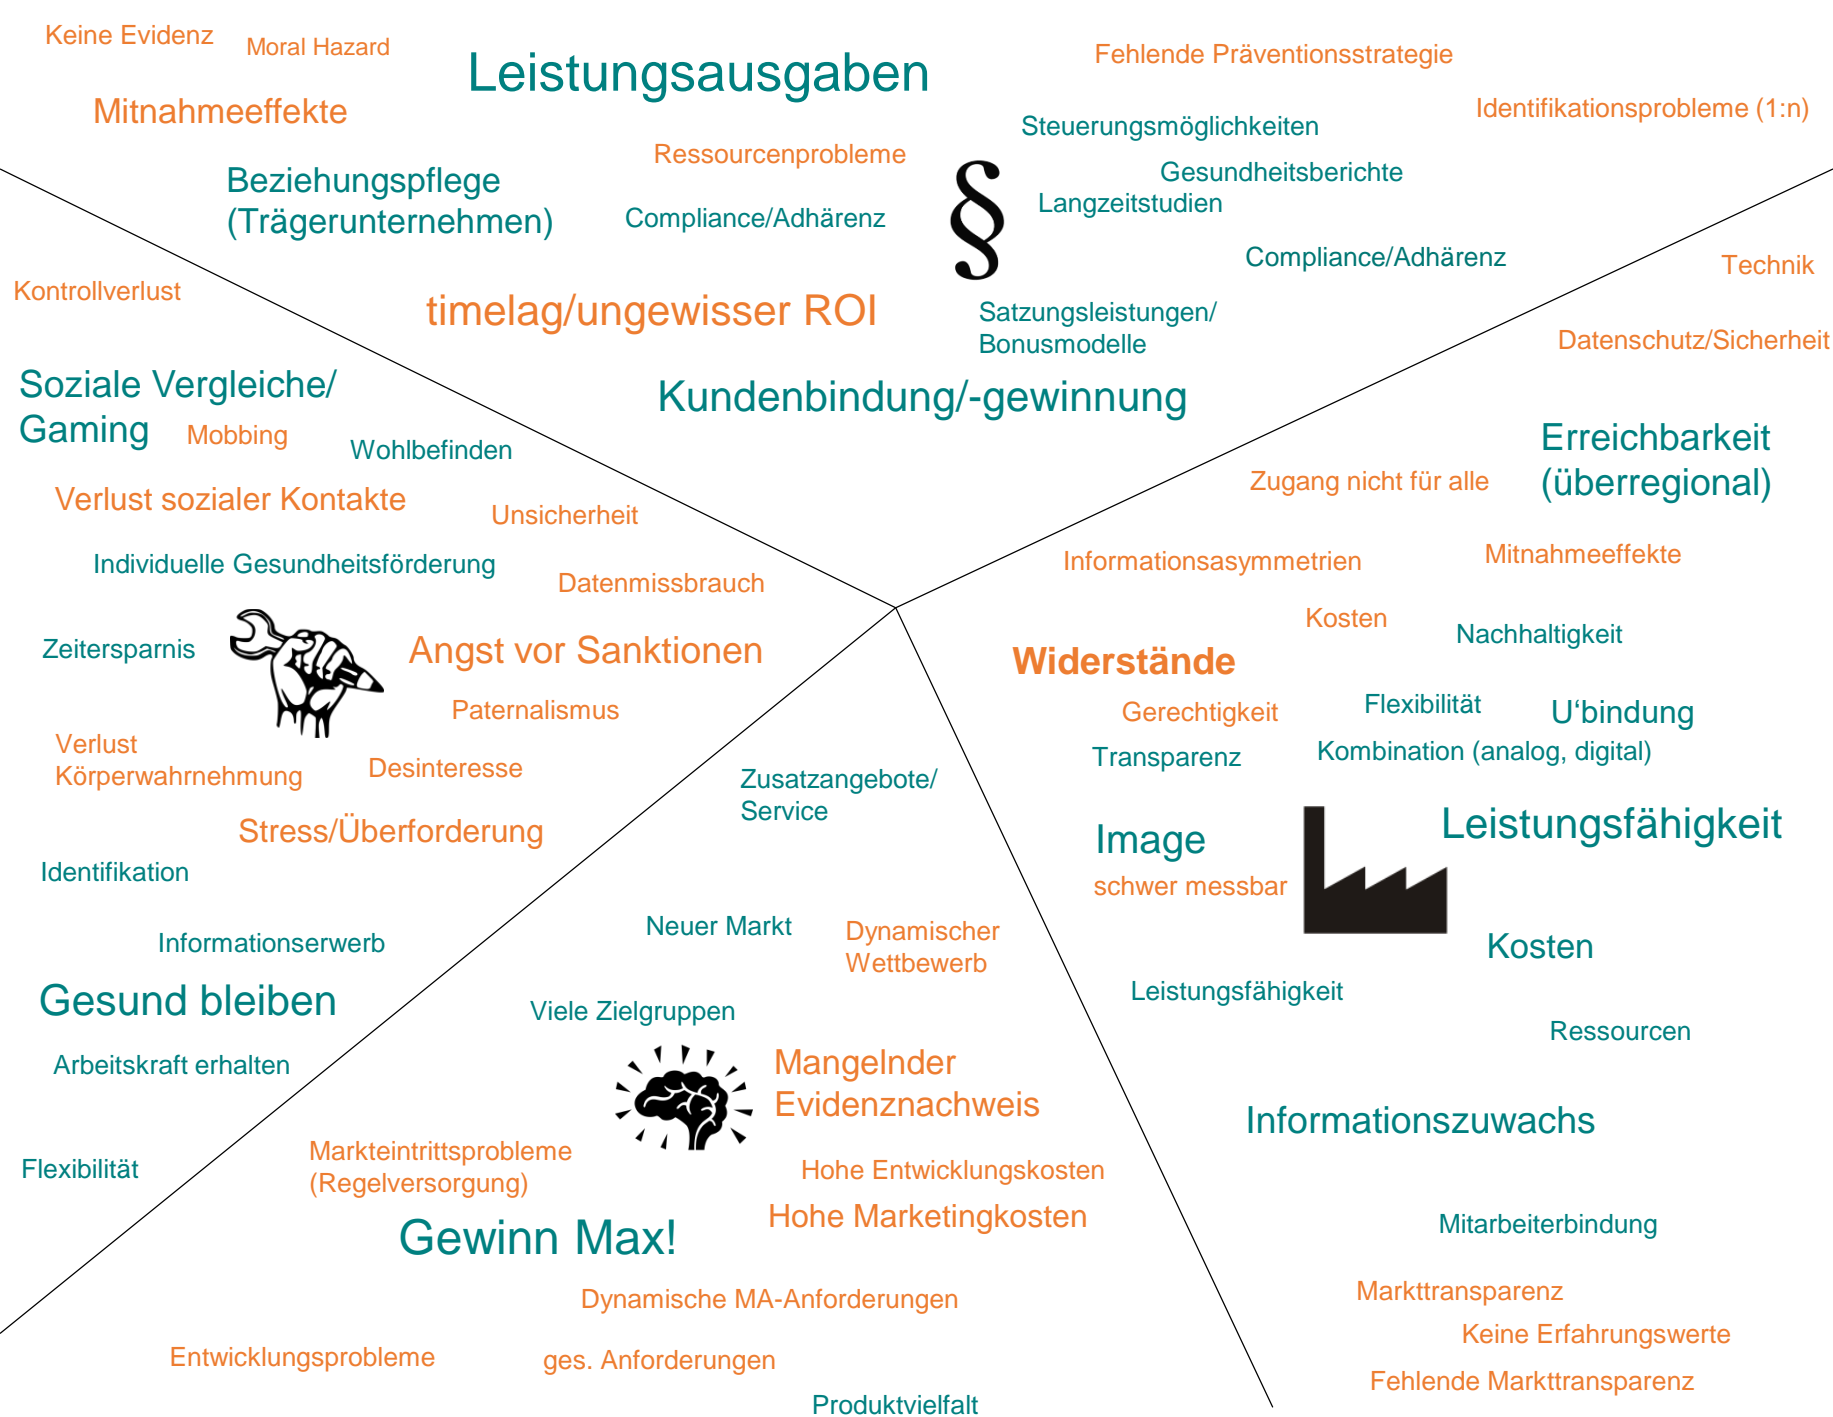 Keine Evidenz
Moral Hazard
Leistungsausgaben
Fehlende Präventionsstrategie
Mitnahmeeffekte
Identifikationsprobleme (1:n)
Steuerungsmöglichkeiten
Ressourcenprobleme
§
Gesundheitsberichte
Beziehungspflege
(Trägerunternehmen)
Compliance/Adhärenz
Langzeitstudien
Compliance/Adhärenz
timelag/ungewisser ROI
Satzungsleistungen/
Bonusmodelle
Kundenbindung/-gewinnung
Kontrollverlust
Soziale Vergleiche/
Gaming
Mobbing
Wohlbefinden
Verlust sozialer Kontakte
Unsicherheit
Individuelle Gesundheitsförderung
Datenmissbrauch
Zeitersparnis
Angst vor Sanktionen
Paternalismus
Verlust
Körperwahrnehmung
Desinteresse
Stress/Überforderung
Identifikation
Informationserwerb
Gesund bleiben
Arbeitskraft erhalten
Flexibilität
Technik
Datenschutz/Sicherheit
Erreichbarkeit
(überregional)
Zugang nicht für alle
Informationsasymmetrien
Mitnahmeeffekte
Kosten
Nachhaltigkeit
Widerstände
Gerechtigkeit
Flexibilität
U‘bindung
Transparenz
Kombination (analog, digital)
Leistungsfähigkeit
Image
schwer messbar
Kosten
Leistungsfähigkeit
Ressourcen
Informationszuwachs
Mitarbeiterbindung
Markttransparenz
Keine Erfahrungswerte
Fehlende Markttransparenz
Zusatzangebote/
Service
Neuer Markt
Dynamischer
Wettbewerb
Viele Zielgruppen
Mangelnder
Evidenznachweis
Markteintrittsprobleme
(Regelversorgung)
Hohe Entwicklungskosten
Hohe Marketingkosten
Gewinn Max!
Dynamische MA-Anforderungen
Entwicklungsprobleme
ges. Anforderungen
Produktvielfalt